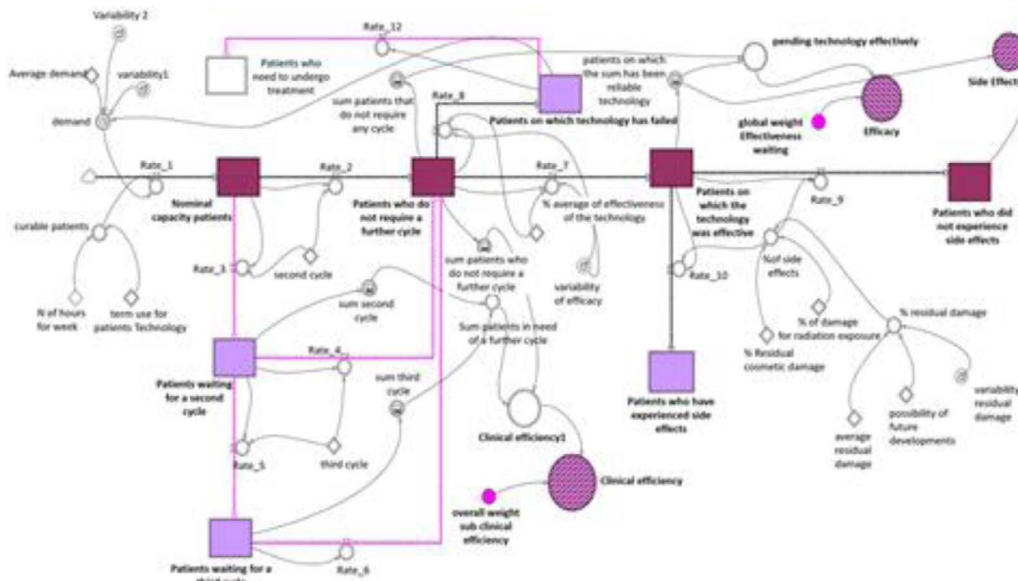 Variability 2
Rate_12
Average demand
variability1
demand
Patients who
need to undergo
treatment
sum patients that
do not require
any cycle
Rate_8
Patients on which technology has failed
patients on which
the sum has been
reliable
technology
pending technology effectively
Side Effects
global weight
Effectiveness
waiting
Efficacy
Rate_1
Rate_2
Rate_7
Rate_9
Nominal
capacity patients
Patients who do
not require a
further cycle
% average of effectiveness
of the technology
Patients on
which the
technology
was effective
Patients who did
not experience
side effects
curable patients
Rate_3
second cycle
sum patients who
do not require a
further cycle
variability
of efficacy
Rate_10
%of side
effects
N of hours
for week
term use for
patients Technology
sum second
cycle
Sum patients in need
of a further cycle
% of damage
for radiation exposure
% residual damage
% Residual
cosmetic damage
Rate_4
Patients waiting
for a second
cycle
sum third
cycle
Patients who have
experienced side
effects
variability
residual
damage
possibility of
future
developments
average
residual
damage
Rate_5
third cycle
Clinical efficiency1
Clinical efficiency
overall weight
sub clinical
efficiency
Patients waiting for a
third cycle
Rate_6